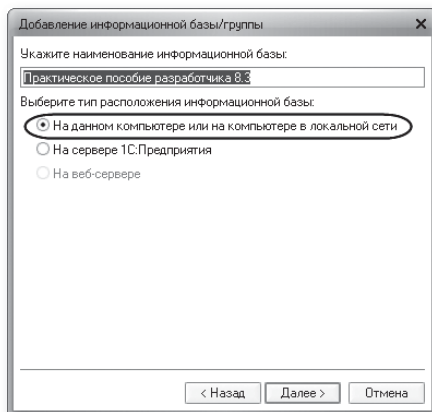 Добавление информационной базы/группы
Укажите наименование информационной базы:
Практическое пособие разработчика 8.3
Выберите тип расположения информационной базы:
На данном компьютере или на компьютере в локальной сети
На сервере 1С:Предприятия
На веб-сервере
< Назад Далее > Отмена